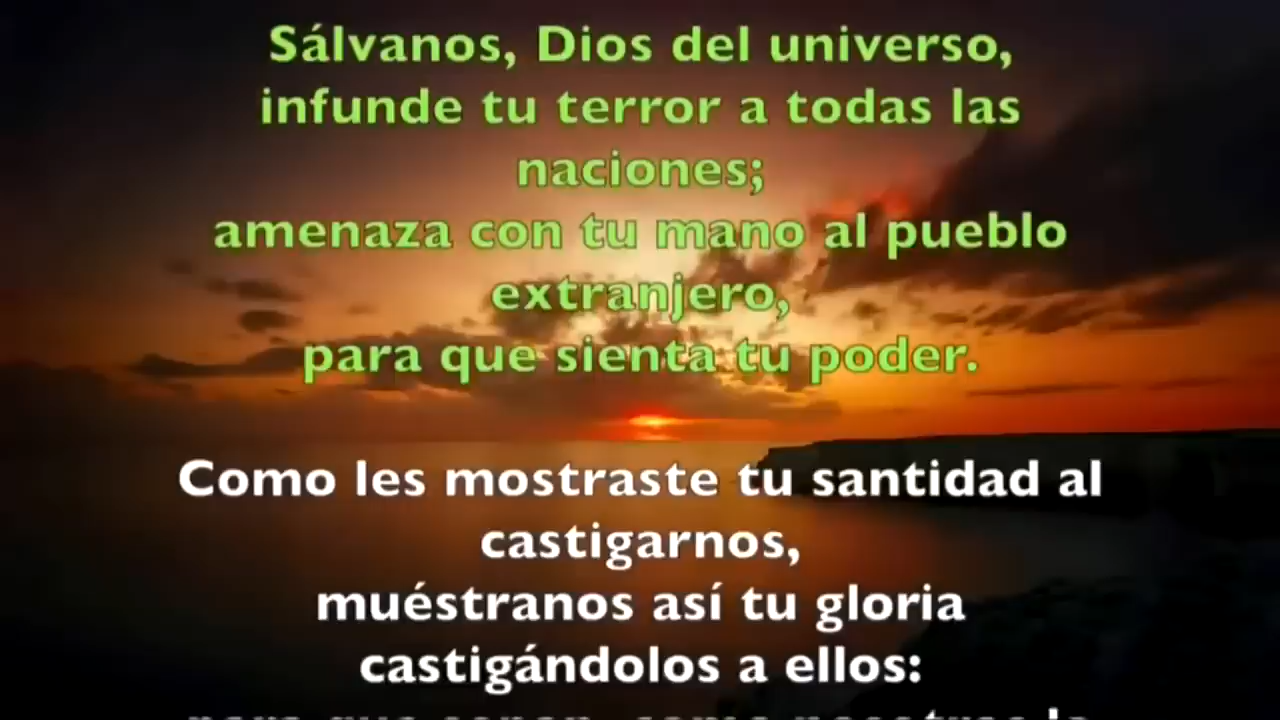 Sálvanos, Dios del universo,
infunde tu terror a todas las
naciones;
amenaza con tu mano al pueblo
extranjero,
para que sienta tu poder.
Como les mostraste tu santidad al
castigarnos,
muéstranos así tu gloria
castigándolos a ellos: